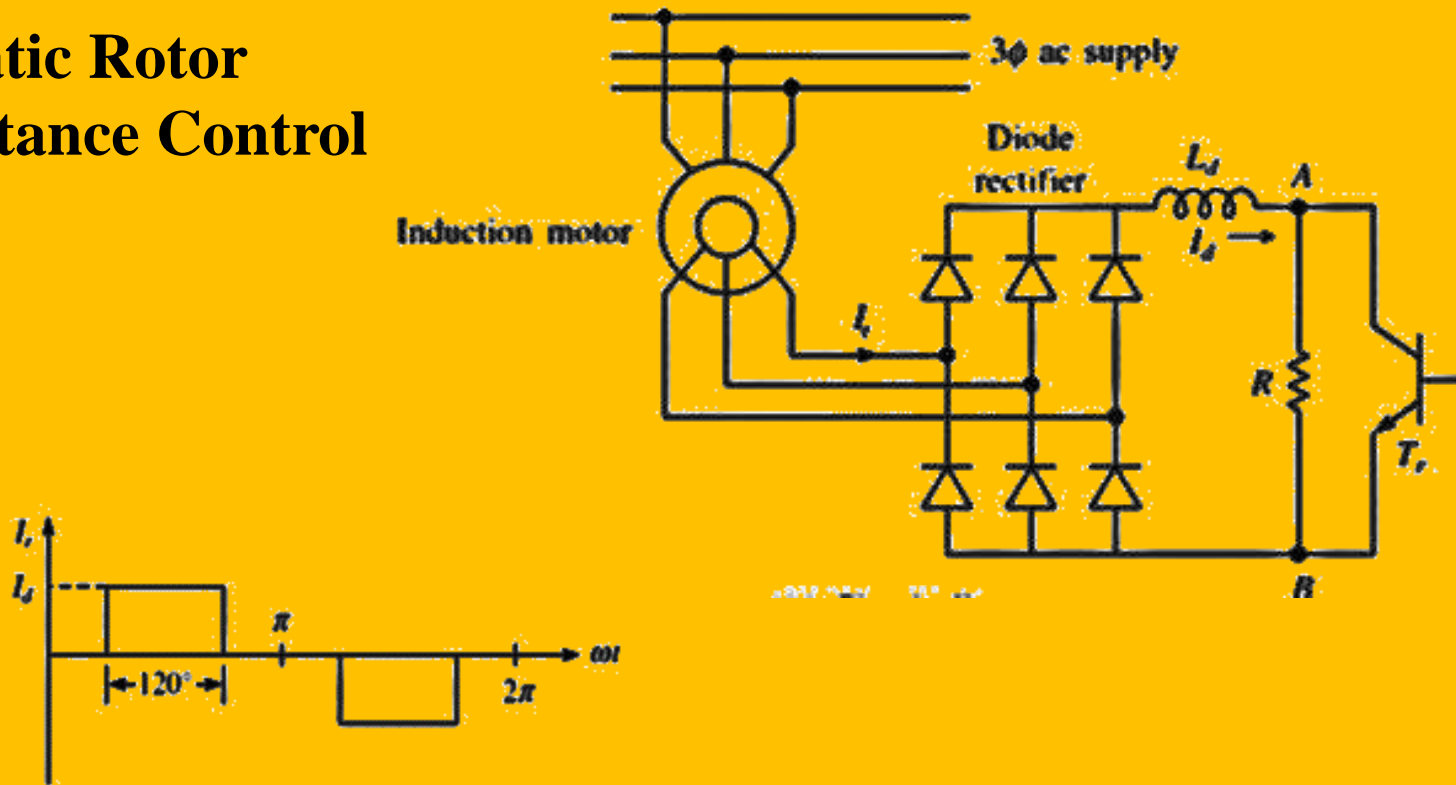 atic Rotor
tance Control
3ϕ ac supply
Diode
rectifier
L_d
A
Induction motor
I_d
I_r
R
T_r
B
I_r
I_d
π
ωt
120°
2π